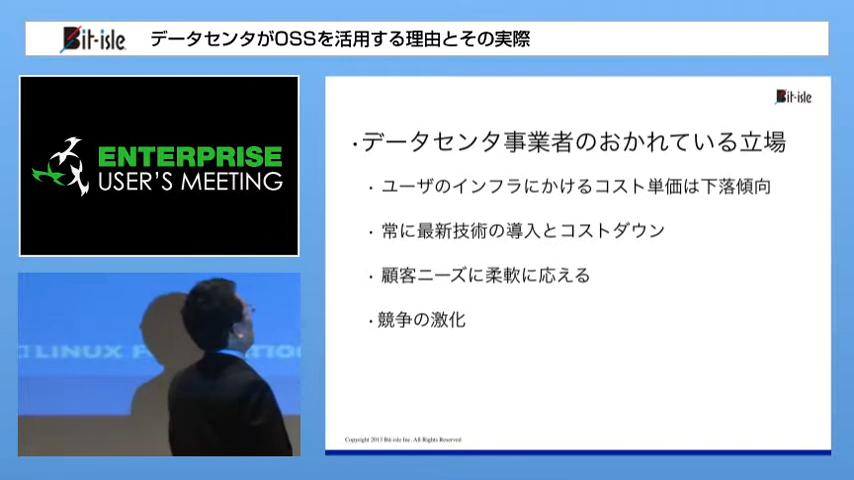 Bit-isle データセンタがOSSを活用する理由とその実際
ENTERPRISE
USER'S MEETING
LINUX
Bit-isle
・データセンタ事業者のおかれている立場
・ユーザのインフラにかけるコスト単価は下落傾向
・常に最新技術の導入とコストダウン
・顧客ニーズに柔軟に応える
・競争の激化
Copyright 2013 Bit-isle Inc. All Rights Reserved